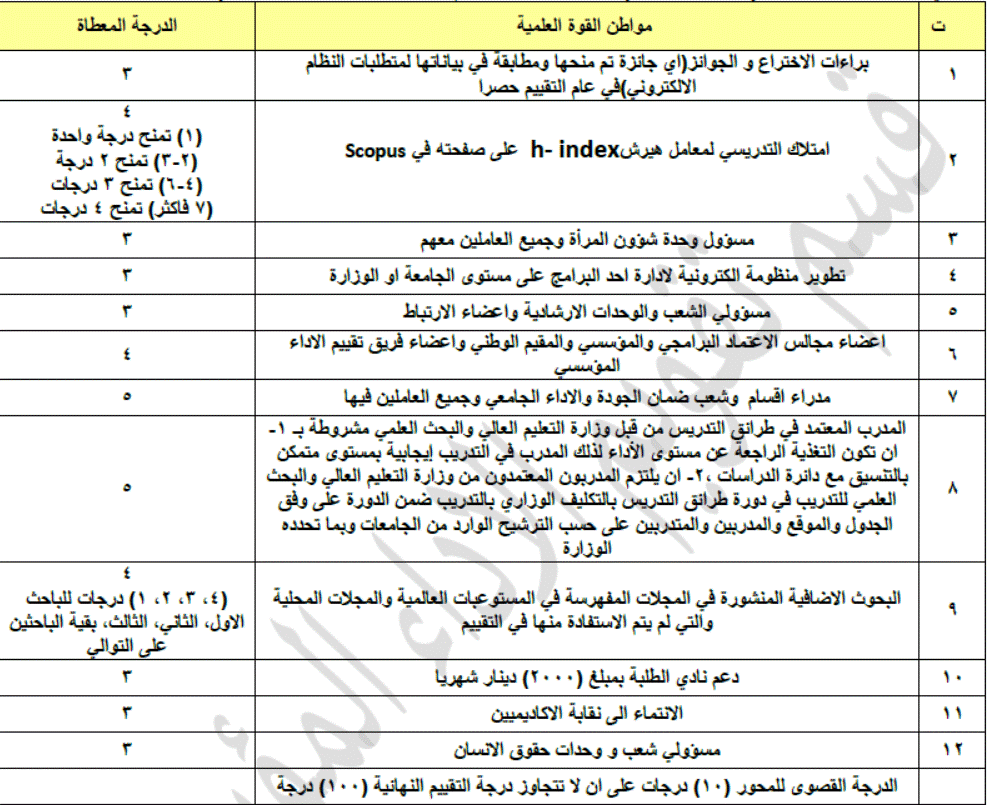 ت مواطن القوة العلمية الدرجة المعطاة
١ براءات الاختراع و الجوائز(اي جائزة تم منحها ومطابقة في بياناتها لمتطلبات النظام
الالكتروني)في عام التقييم حصرا
٣
٢ امتلاك التدريسي لمعامل هيرشh- index على صفحته في Scopus
٤
(١) تمنح درجة واحدة
(٢-٣) تمنح ٢ درجة
(٤-٦) تمنح ٣ درجات
(٧ فاكثر) تمنح ٤ درجات
٣ مسؤول وحدة شؤون المرأة وجميع العاملين معهم ٣
٤ تطوير منظومة الكترونية لادارة احد البرامج على مستوى الجامعة او الوزارة ٣
٥ مسؤولي الشعب والوحدات الارشادية واعضاء الارتباط ٣
٦ اعضاء مجالس الاعتماد البرامجي والمؤسسي والمقيم الوطني واعضاء فريق تقييم الاداء
المؤسسي
٤
٧ مدراء اقسام وشعب ضمان الجودة والاداء الجامعي وجميع العاملين فيها ٥
٨ المدرب المعتمد في طرائق التدريس من قبل وزارة التعليم العالي والبحث العلمي مشروطة بـ ١-
ان تكون التغذية الراجعة عن مستوى الأداء لذلك المدرب في التدريب إيجابية بمستوى متمكن
بالتنسيق مع دائرة الدراسات ،٢- ان يلتزم المدربون المعتمدون من وزارة التعليم العالي والبحث
العلمي للتدريب في دورة طرائق التدريس بالتكليف الوزاري بالتدريب ضمن الدورة على وفق
الجدول والموقع والمدربين والمتدربين على حسب الترشيح الوارد من الجامعات وبما تحدده
الوزارة
٥
٩ البحوث الاضافية المنشورة في المجلات المفهرسة في المستوعبات العالمية والمجلات المحلية
والتي لم يتم الاستفادة منها في التقييم
٤
(٤، ٣، ٢، ١) درجات للباحث
الاول، الثاني، الثالث، بقية الباحثين
على التوالي
١٠ دعم نادي الطلبة بمبلغ (٢٠٠٠) دينار شهريا ٣
١١ الانتماء الى نقابة الاكاديميين ٣
١٢ مسؤولي شعب و وحدات حقوق الانسان ٣
الدرجة القصوى للمحور (١٠) درجات على ان لا تتجاوز درجة التقييم النهائية (١٠٠) درجة
قسم تقويم الاداء